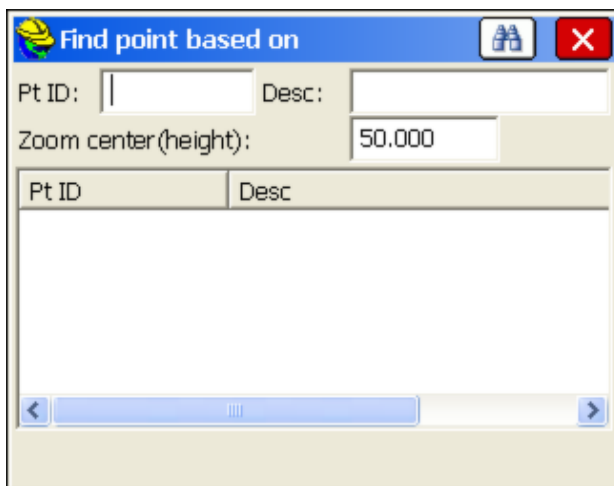 Find point based on
Pt ID: Desc:
Zoom center(height): 50.000
Pt ID Desc